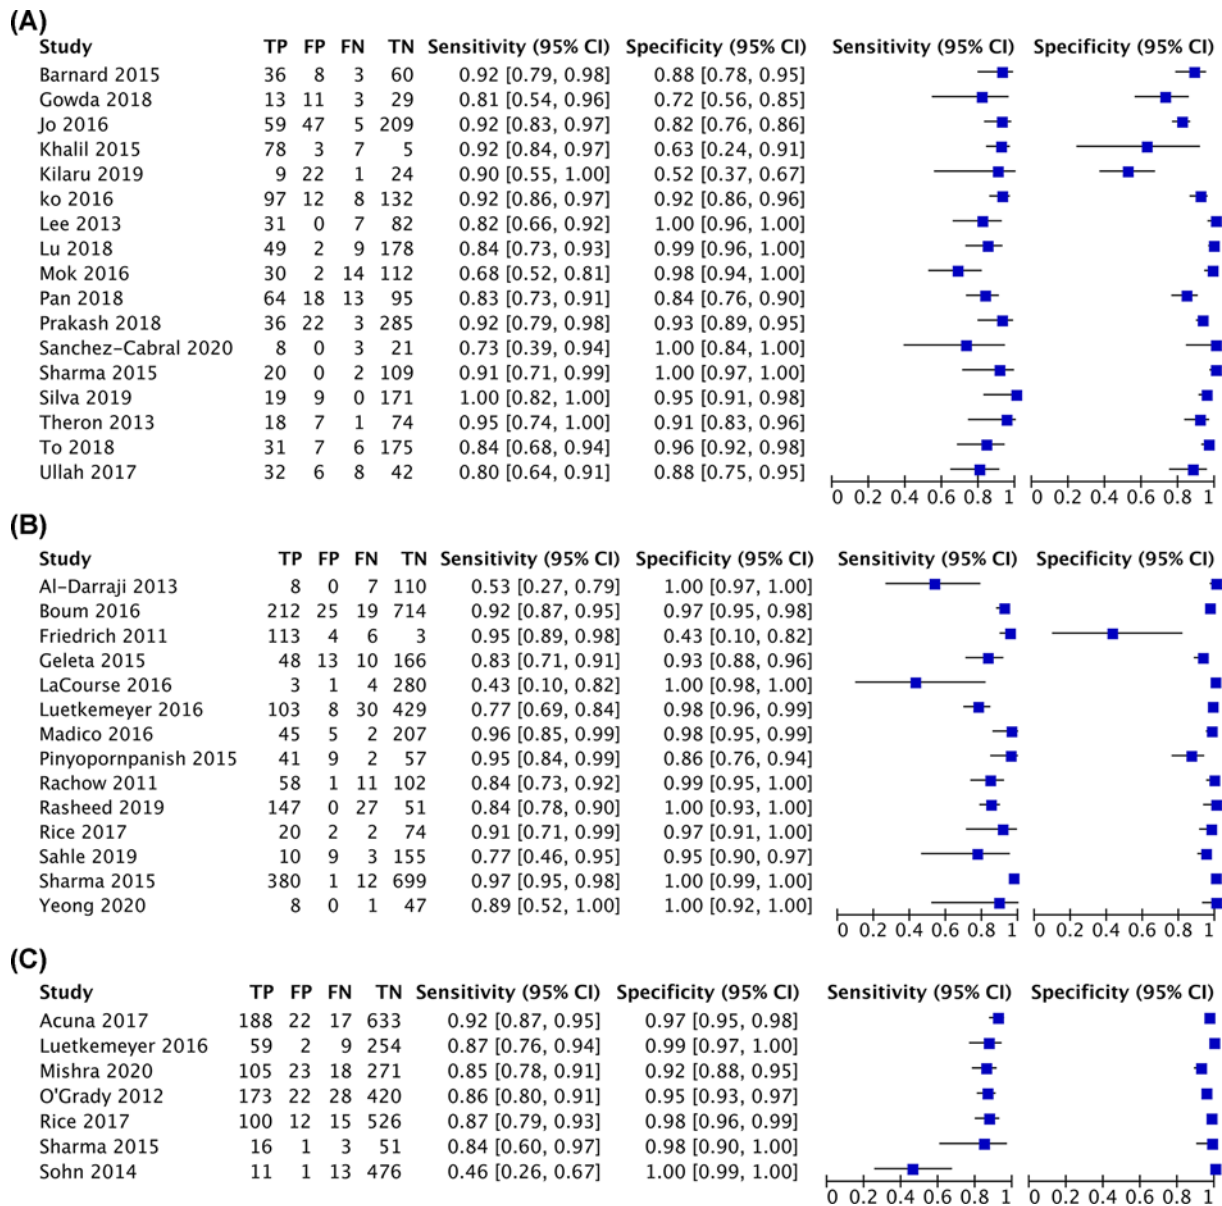 (A)
Study TP FP FN TN Sensitivity (95% CI) Specificity (95% CI) Sensitivity (95% CI) Specificity (95% CI)
Barnard 2015 36 8 3 60 0.92 [0.79, 0.98] 0.88 [0.78, 0.95]
Gowda 2018 13 11 3 29 0.81 [0.54, 0.96] 0.72 [0.56, 0.85]
Jo 2016 59 47 5 209 0.92 [0.83, 0.97] 0.82 [0.76, 0.86]
Khalil 2015 78 3 7 5 0.92 [0.84, 0.97] 0.63 [0.24, 0.91]
Kilaru 2019 9 22 1 24 0.90 [0.55, 1.00] 0.52 [0.37, 0.67]
ko 2016 97 12 8 132 0.92 [0.86, 0.97] 0.92 [0.86, 0.96]
Lee 2013 31 0 7 82 0.82 [0.66, 0.92] 1.00 [0.96, 1.00]
Lu 2018 49 2 9 178 0.84 [0.73, 0.93] 0.99 [0.96, 1.00]
Mok 2016 30 2 14 112 0.68 [0.52, 0.81] 0.98 [0.94, 1.00]
Pan 2018 64 18 13 95 0.83 [0.73, 0.91] 0.84 [0.76, 0.90]
Prakash 2018 36 22 3 285 0.92 [0.79, 0.98] 0.93 [0.89, 0.95]
Sanchez-Cabral 2020 8 0 3 21 0.73 [0.39, 0.94] 1.00 [0.84, 1.00]
Sharma 2015 20 0 2 109 0.91 [0.71, 0.99] 1.00 [0.97, 1.00]
Silva 2019 19 9 0 171 1.00 [0.82, 1.00] 0.95 [0.91, 0.98]
Theron 2013 18 7 1 74 0.95 [0.74, 1.00] 0.91 [0.83, 0.96]
To 2018 31 7 6 175 0.84 [0.68, 0.94] 0.96 [0.92, 0.98]
Ullah 2017 32 6 8 42 0.80 [0.64, 0.91] 0.88 [0.75, 0.95]
0 0.2 0.4 0.6 0.8 1 0 0.2 0.4 0.6 0.8 1
(B)
Study TP FP FN TN Sensitivity (95% CI) Specificity (95% CI) Sensitivity (95% CI) Specificity (95% CI)
Al-Darraji 2013 8 0 7 110 0.53 [0.27, 0.79] 1.00 [0.97, 1.00]
Boum 2016 212 25 19 714 0.92 [0.87, 0.95] 0.97 [0.95, 0.98]
Friedrich 2011 113 4 6 3 0.95 [0.89, 0.98] 0.43 [0.10, 0.82]
Geleta 2015 48 13 10 166 0.83 [0.71, 0.91] 0.93 [0.88, 0.96]
LaCourse 2016 3 1 4 280 0.43 [0.10, 0.82] 1.00 [0.98, 1.00]
Luetkemeyer 2016 103 8 30 429 0.77 [0.69, 0.84] 0.98 [0.96, 0.99]
Madico 2016 45 5 2 207 0.96 [0.85, 0.99] 0.98 [0.95, 0.99]
Pinyopornpanish 2015 41 9 2 57 0.95 [0.84, 0.99] 0.86 [0.76, 0.94]
Rachow 2011 58 1 11 102 0.84 [0.73, 0.92] 0.99 [0.95, 1.00]
Rasheed 2019 147 0 27 51 0.84 [0.78, 0.90] 1.00 [0.93, 1.00]
Rice 2017 20 2 2 74 0.91 [0.71, 0.99] 0.97 [0.91, 1.00]
Sahle 2019 10 9 3 155 0.77 [0.46, 0.95] 0.95 [0.90, 0.97]
Sharma 2015 380 1 12 699 0.97 [0.95, 0.98] 1.00 [0.99, 1.00]
Yeong 2020 8 0 1 47 0.89 [0.52, 1.00] 1.00 [0.92, 1.00]
0 0.2 0.4 0.6 0.8 1 0 0.2 0.4 0.6 0.8 1
(C)
Study TP FP FN TN Sensitivity (95% CI) Specificity (95% CI) Sensitivity (95% CI) Specificity (95% CI)
Acuna 2017 188 22 17 633 0.92 [0.87, 0.95] 0.97 [0.95, 0.98]
Luetkemeyer 2016 59 2 9 254 0.87 [0.76, 0.94] 0.99 [0.97, 1.00]
Mishra 2020 105 23 18 271 0.85 [0.78, 0.91] 0.92 [0.88, 0.95]
O'Grady 2012 173 22 28 420 0.86 [0.80, 0.91] 0.95 [0.93, 0.97]
Rice 2017 100 12 15 526 0.87 [0.79, 0.93] 0.98 [0.96, 0.99]
Sharma 2015 16 1 3 51 0.84 [0.60, 0.97] 0.98 [0.90, 1.00]
Sohn 2014 11 1 13 476 0.46 [0.26, 0.67] 1.00 [0.99, 1.00]
0 0.2 0.4 0.6 0.8 1 0 0.2 0.4 0.6 0.8 1